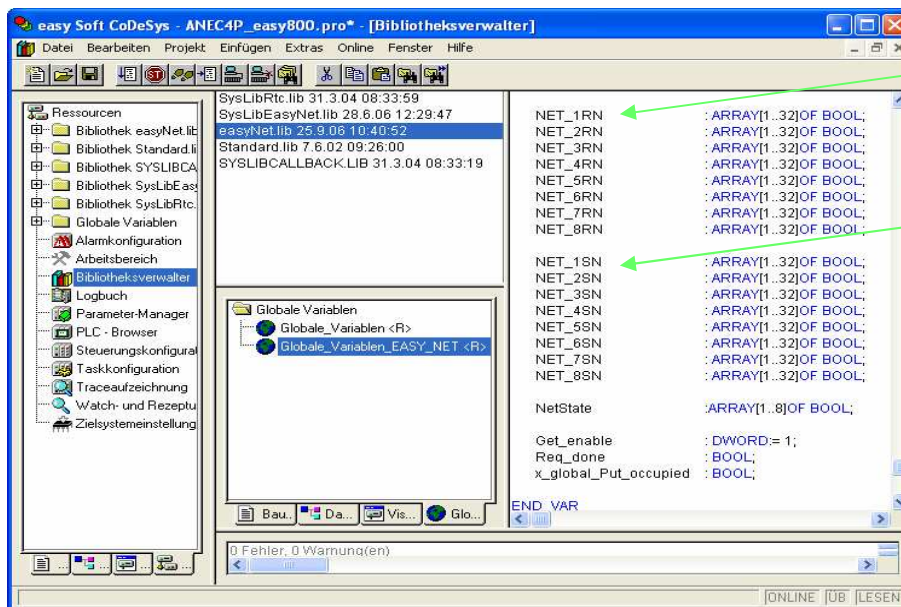 easy Soft CoDeSys - ANEC4P_easy800.pro* - [Bibliotheksverwalter]
Datei Bearbeiten Projekt Einfügen Extras Online Fenster Hilfe
Ressourcen
Bibliothek easyNet.lib
Bibliothek Standard.li
Bibliothek SYSLIBCA
Bibliothek SysLibEas
Bibliothek SysLibRtc.
Globale Variablen
Alarmkonfiguration
Arbeitsbereich
Bibliotheksverwalter
Logbuch
Parameter-Manager
PLC - Browser
Steuerungskonfigurat
Taskkonfiguration
Traceaufzeichnung
Watch- und Rezeptu
Zielsystemeinstellung
SysLibRtc.lib 31.3.04 08:33:59
SysLibEasyNet.lib 28.6.06 12:29:47
easyNet.lib 25.9.06 10:40:52
Standard.lib 7.6.02 09:26:00
SYSLIBCALLBACK.LIB 31.3.04 08:33:19
Globale Variablen
Globale_Variablen <R>
Globale_Variablen_EASY_NET <R>
Bau... Da... Vis... Glo...
NET_1RN : ARRAY[1..32]OF BOOL;
NET_2RN : ARRAY[1..32]OF BOOL;
NET_3RN : ARRAY[1..32]OF BOOL;
NET_4RN : ARRAY[1..32]OF BOOL;
NET_5RN : ARRAY[1..32]OF BOOL;
NET_6RN : ARRAY[1..32]OF BOOL;
NET_7RN : ARRAY[1..32]OF BOOL;
NET_8RN : ARRAY[1..32]OF BOOL;
NET_1SN : ARRAY[1..32]OF BOOL;
NET_2SN : ARRAY[1..32]OF BOOL;
NET_3SN : ARRAY[1..32]OF BOOL;
NET_4SN : ARRAY[1..32]OF BOOL;
NET_5SN : ARRAY[1..32]OF BOOL;
NET_6SN : ARRAY[1..32]OF BOOL;
NET_7SN : ARRAY[1..32]OF BOOL;
NET_8SN : ARRAY[1..32]OF BOOL;
NetState :ARRAY[1..8]OF BOOL;
Get_enable : DWORD:= 1;
Req_done : BOOL;
x_global_Put_occupied : BOOL;
END_VAR
0 Fehler, 0 Warnung(en)
ONLINE ÜB LESEN